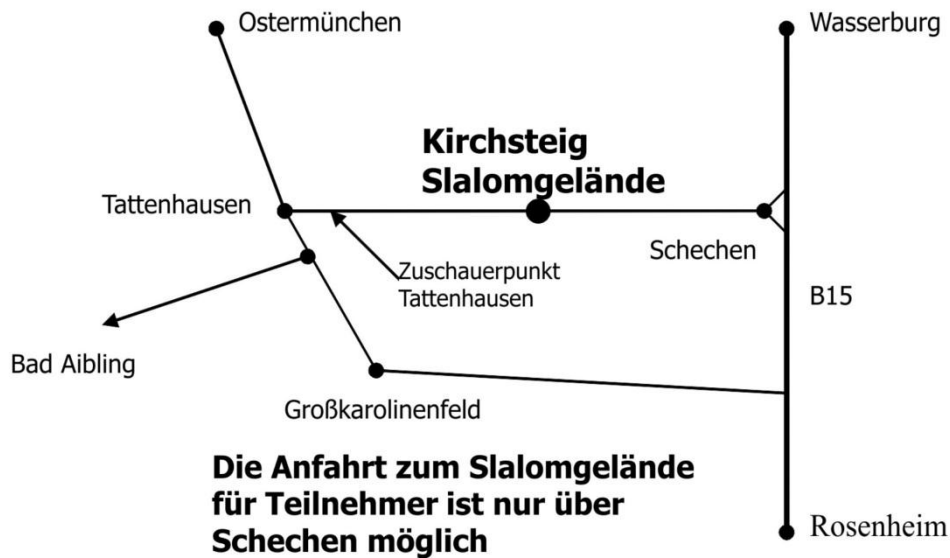 Ostermünchen
Wasserburg
Kirchsteig
Slalomgelände
Tattenhausen
Schechen
Zuschauerpunkt
Tattenhausen
B15
Bad Aibling
Großkarolinenfeld
Die Anfahrt zum Slalomgelände
für Teilnehmer ist nur über
Schechen möglich
Rosenheim